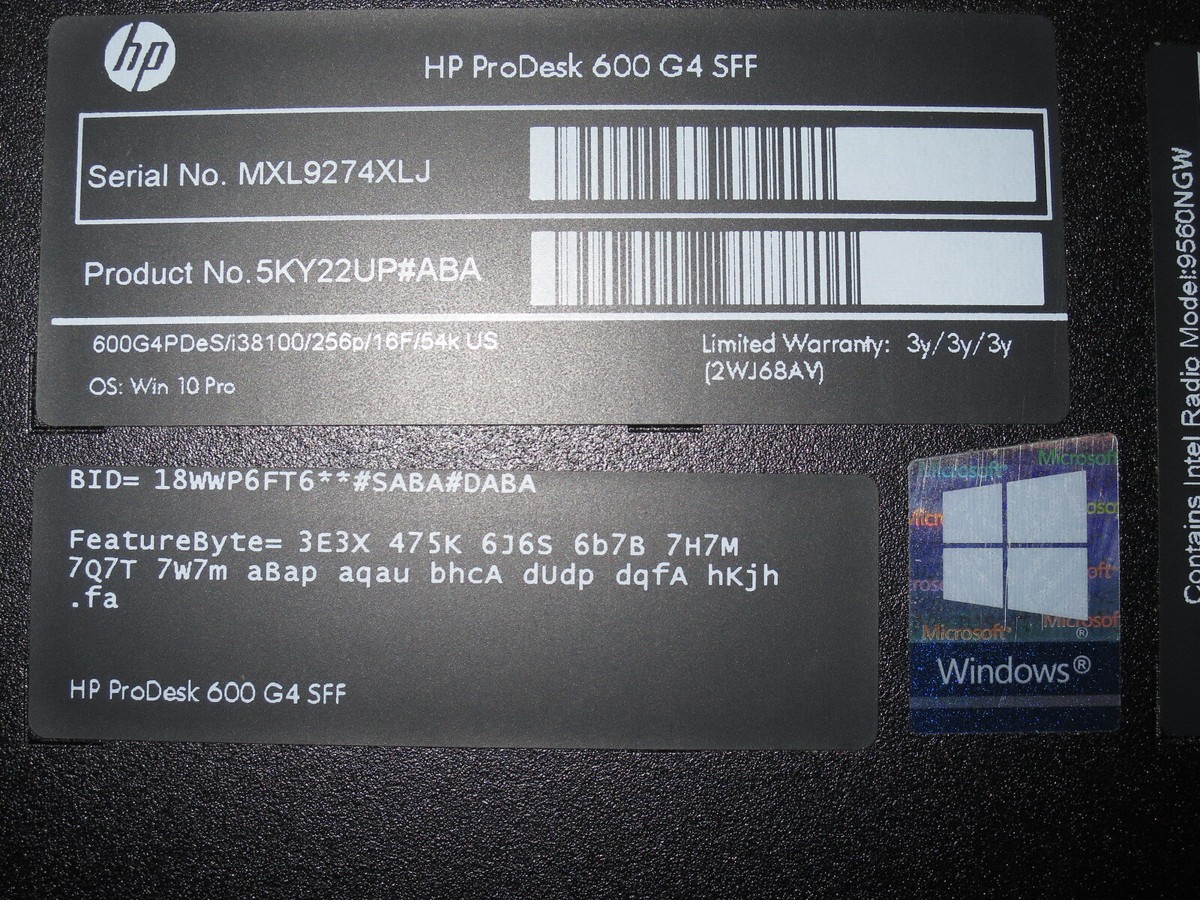 hp
HP ProDesk 600 G4 SFF
Serial No. MXL9274XLJ
Product No.5KY22UP#ABA
600G4PDeS/i38100/256p/16F/54k US
OS: Win 10 Pro
Limited Warranty: 3y/3y/3y
(2WJ68AV)
BID= 18WWP6FT6**#SABA#DABA
FeatureByte= 3E3X 475K 6J6S 6b7B 7H7M
7Q7T 7W7m aBap aqau bhcA dUdp dqfA hKjh
.fa
HP ProDesk 600 G4 SFF
Microsoft
Microsoft
Microsoft
Microsoft
Windows®
Contains Intel Radio Model:9560NGW